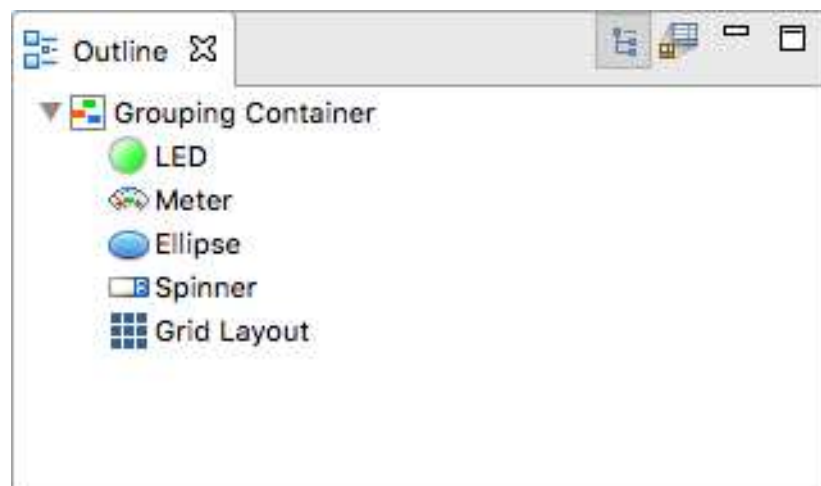 Outline
Grouping Container
LED
Meter
Ellipse
Spinner
Grid Layout